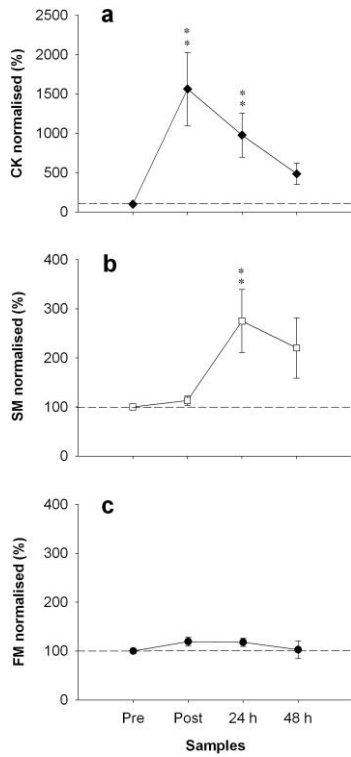 a
2500
2000
1500
1000
500
0
CK normalised (%)
**
**
b
400
300
200
100
0
SM normalised (%)
**
c
400
300
200
100
0
FM normalised (%)
Pre Post 24 h 48 h
Samples